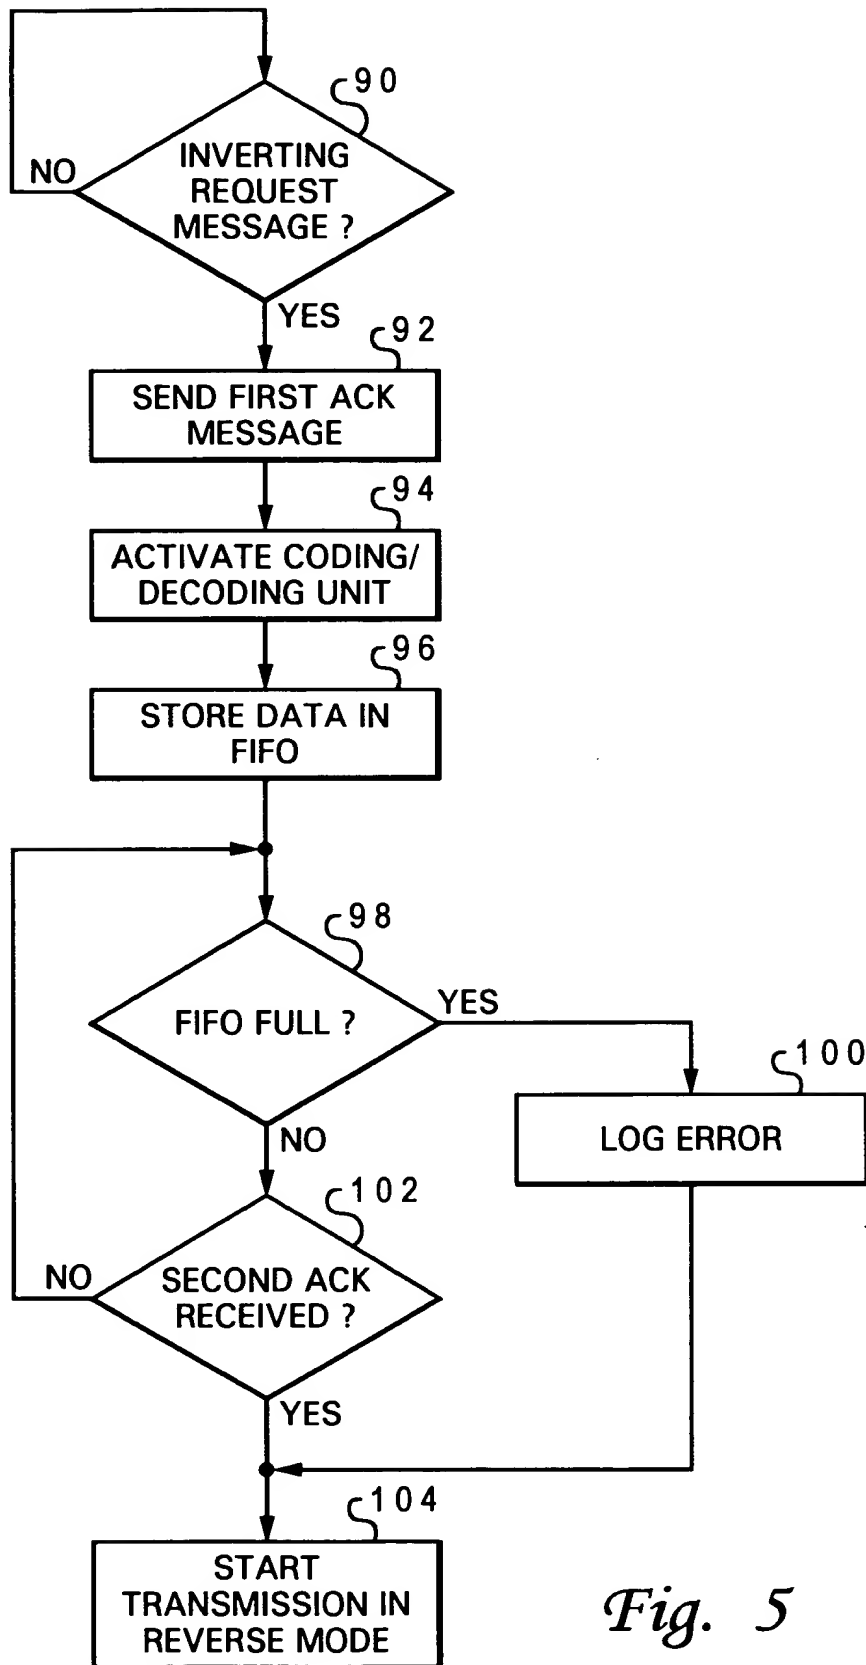 90
INVERTING
REQUEST
MESSAGE ?
NO
YES
92
SEND FIRST ACK
MESSAGE
94
ACTIVATE CODING/
DECODING UNIT
96
STORE DATA IN
FIFO
98
FIFO FULL ?
YES
NO
100
LOG ERROR
102
SECOND ACK
RECEIVED ?
NO
YES
104
START
TRANSMISSION IN
REVERSE MODE
Fig. 5